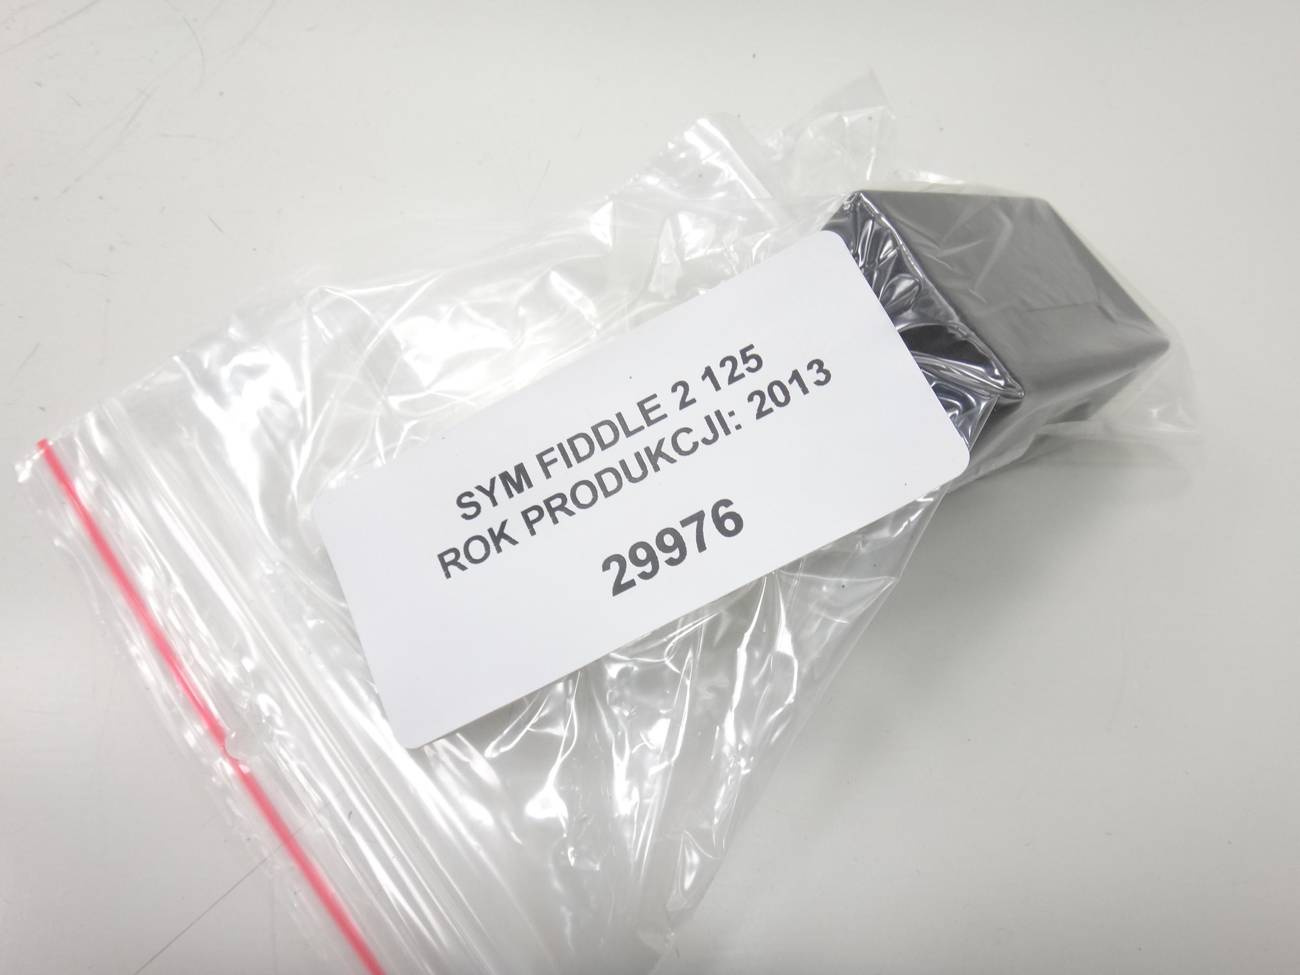 SYM FIDDLE 2 125
ROK PRODUKCJI: 2013
29976